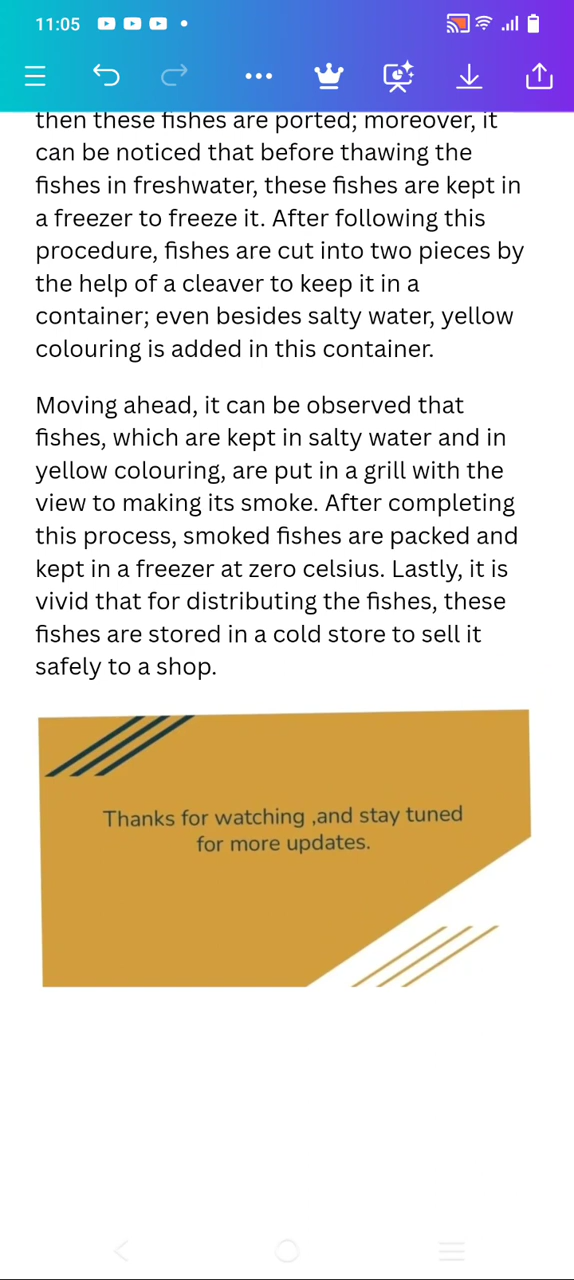 11:05
then these fishes are ported; moreover, it
can be noticed that before thawing the
fishes in freshwater, these fishes are kept in
a freezer to freeze it. After following this
procedure, fishes are cut into two pieces by
the help of a cleaver to keep it in a
container; even besides salty water, yellow
colouring is added in this container.
Moving ahead, it can be observed that
fishes, which are kept in salty water and in
yellow colouring, are put in a grill with the
view to making its smoke. After completing
this process, smoked fishes are packed and
kept in a freezer at zero celsius. Lastly, it is
vivid that for distributing the fishes, these
fishes are stored in a cold store to sell it
safely to a shop.
Thanks for watching ,and stay tuned
for more updates.